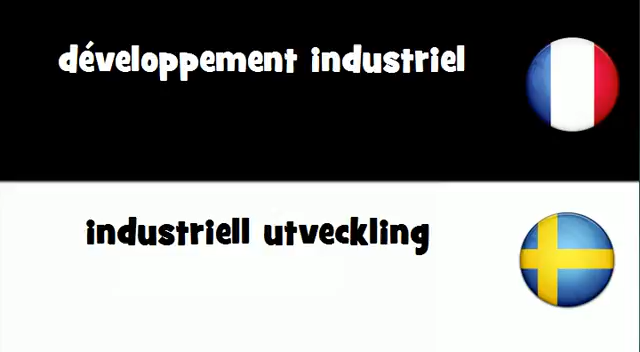 développement industriel
industriell utveckling